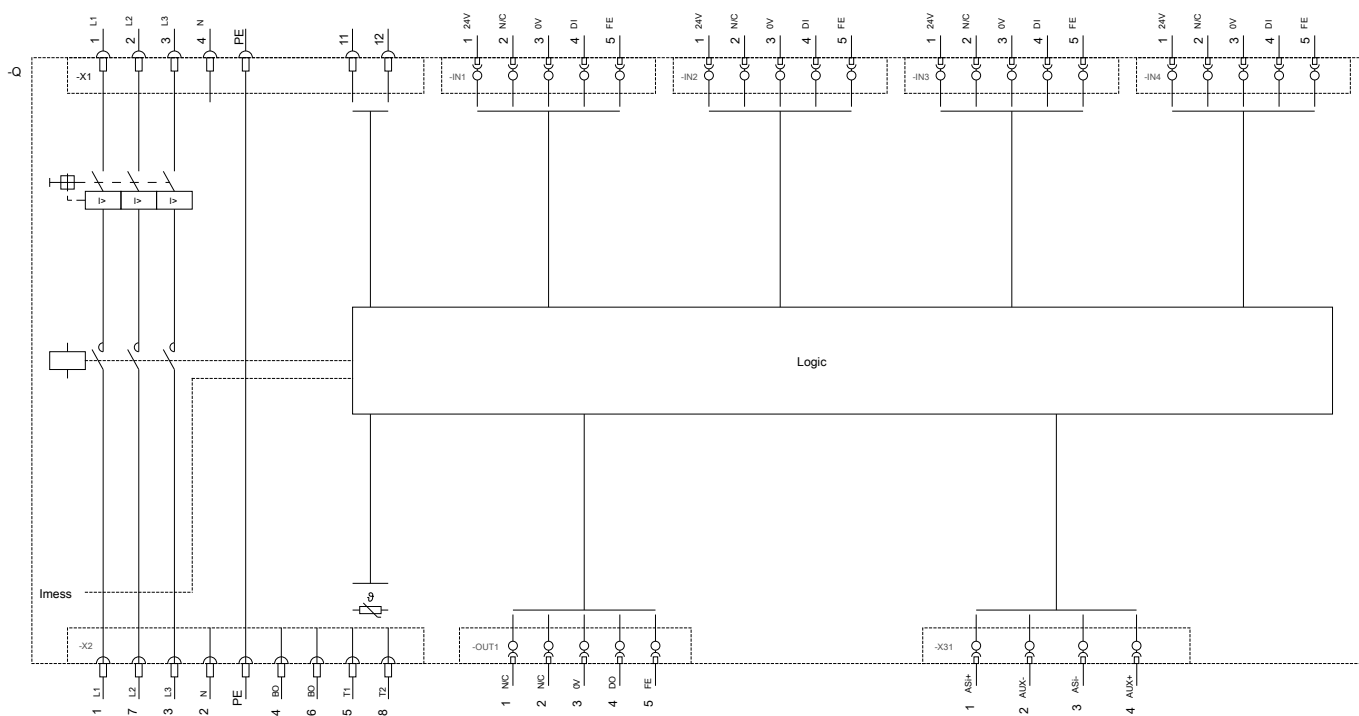 L1 L2 L3 N
1 2 3 4 PE 11 12
24V N/C 0V DI FE
1 2 3 4 5
24V N/C 0V DI FE
1 2 3 4 5
24V N/C 0V DI FE
1 2 3 4 5
24V N/C 0V DI FE
1 2 3 4 5
-Q
-X1
-IN1
-IN2
-IN3
-IN4
I> I> I>
Logic
Imess
ϑ
-X2
-OUT1
-X31
L1 L2 L3 N PE BO BO T1 T2
1 7 3 2 4 6 5 8
N/C N/C 0V DO FE
1 2 3 4 5
ASi+ AUX- ASi- AUX+
1 2 3 4